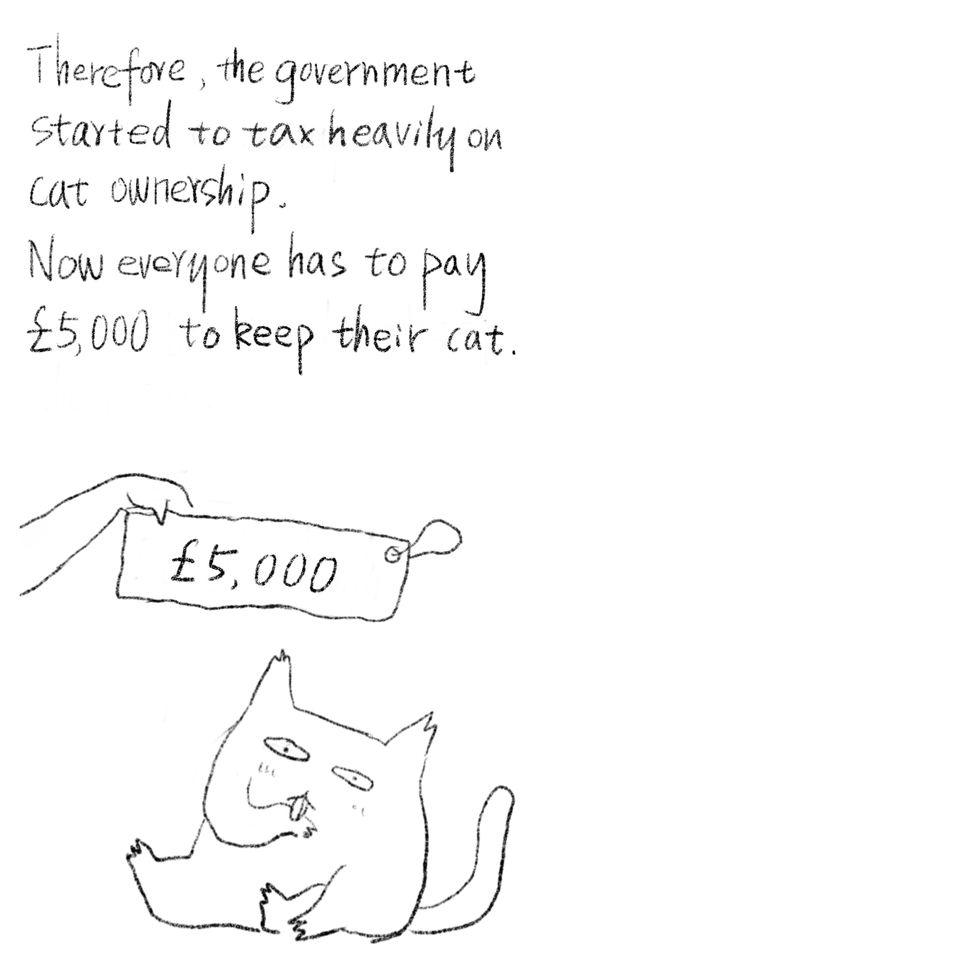 Therefore, the government
started to tax heavily on
cat ownership.
Now everyone has to pay
£5,000 to keep their cat.
£5,000